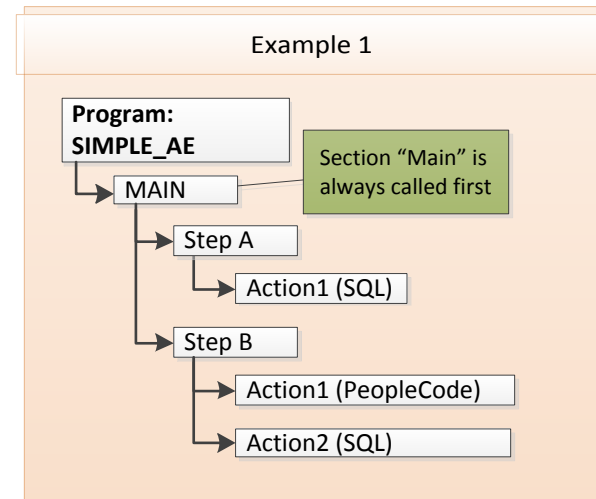 Example 1
Program:
SIMPLE_AE
Section “Main” is
always called first
MAIN
Step A
Action1 (SQL)
Step B
Action1 (PeopleCode)
Action2 (SQL)